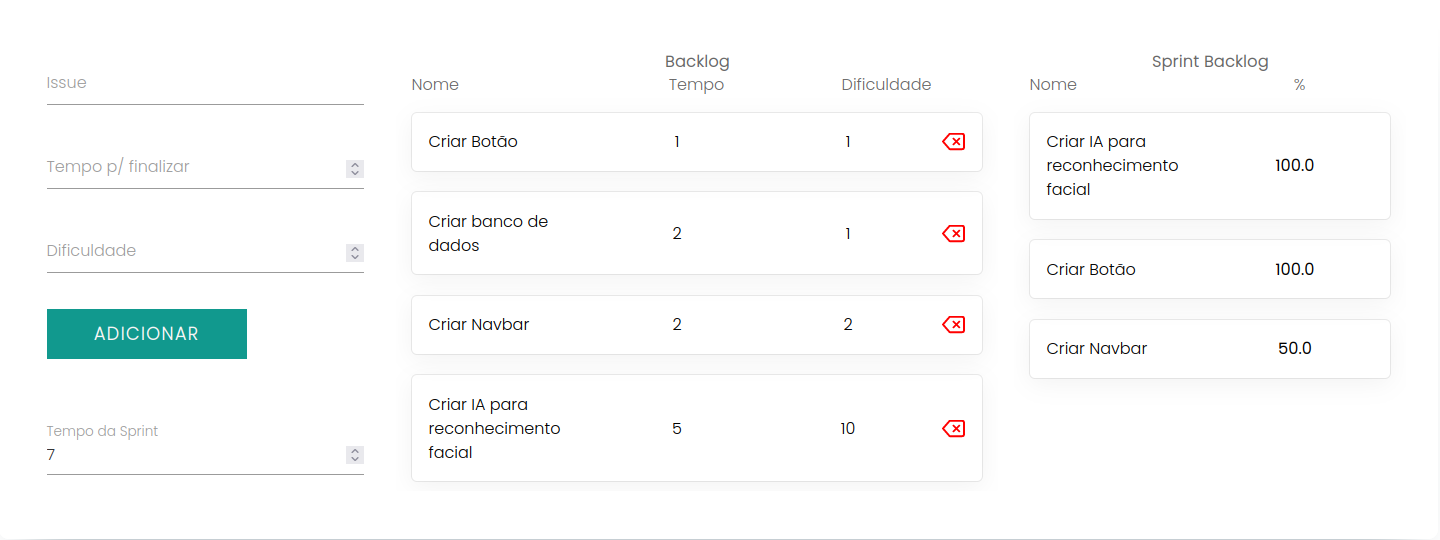 Issue
Tempo p/ finalizar
Dificuldade
ADICIONAR
Tempo da Sprint
7
Backlog
Nome Tempo Dificuldade
Criar Botão 1 1
Criar banco de
dados
2 1
Criar Navbar 2 2
Criar IA para
reconhecimento
facial
5 10
Sprint Backlog
Nome %
Criar IA para
reconhecimento
facial
100.0
Criar Botão 100.0
Criar Navbar 50.0